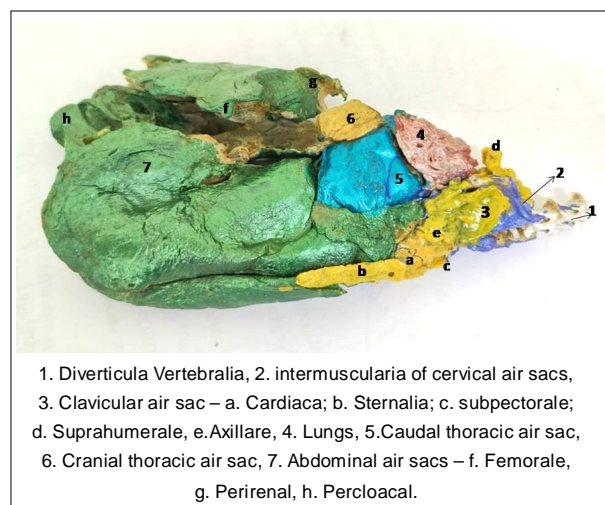 g
h
f
6
4
d
7
2
5
1
3
e
a
c
b
1. Diverticula Vertebralia, 2. intermuscularia of cervical air sacs,
3. Clavicular air sac – a. Cardiaca; b. Sternalia; c. subpectorale;
d. Suprahumerale, e.Axillare, 4. Lungs, 5.Caudal thoracic air sac,
6. Cranial thoracic air sac, 7. Abdominal air sacs – f. Femorale,
g. Perirenal, h. Percloacal.